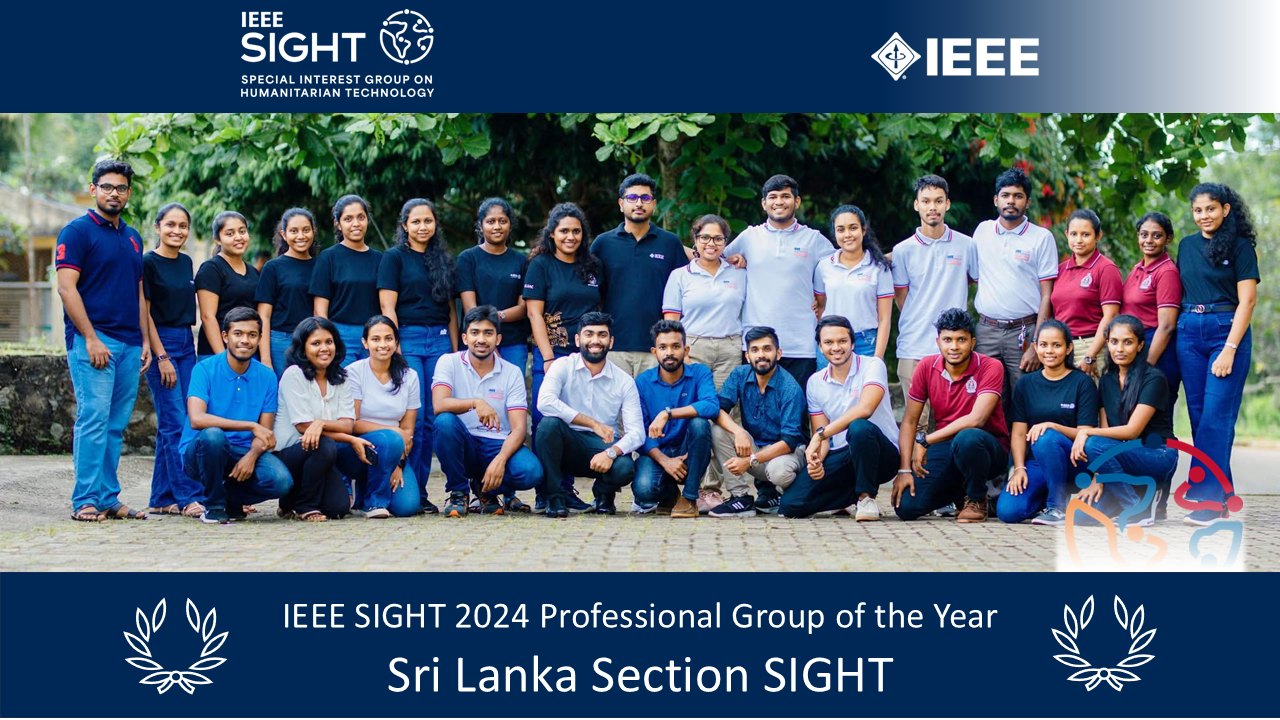 IEEE
SIGHT
SPECIAL INTEREST GROUP ON
HUMANITARIAN TECHNOLOGY
IEEE
IEEE SIGHT 2024 Professional Group of the Year
Sri Lanka Section SIGHT